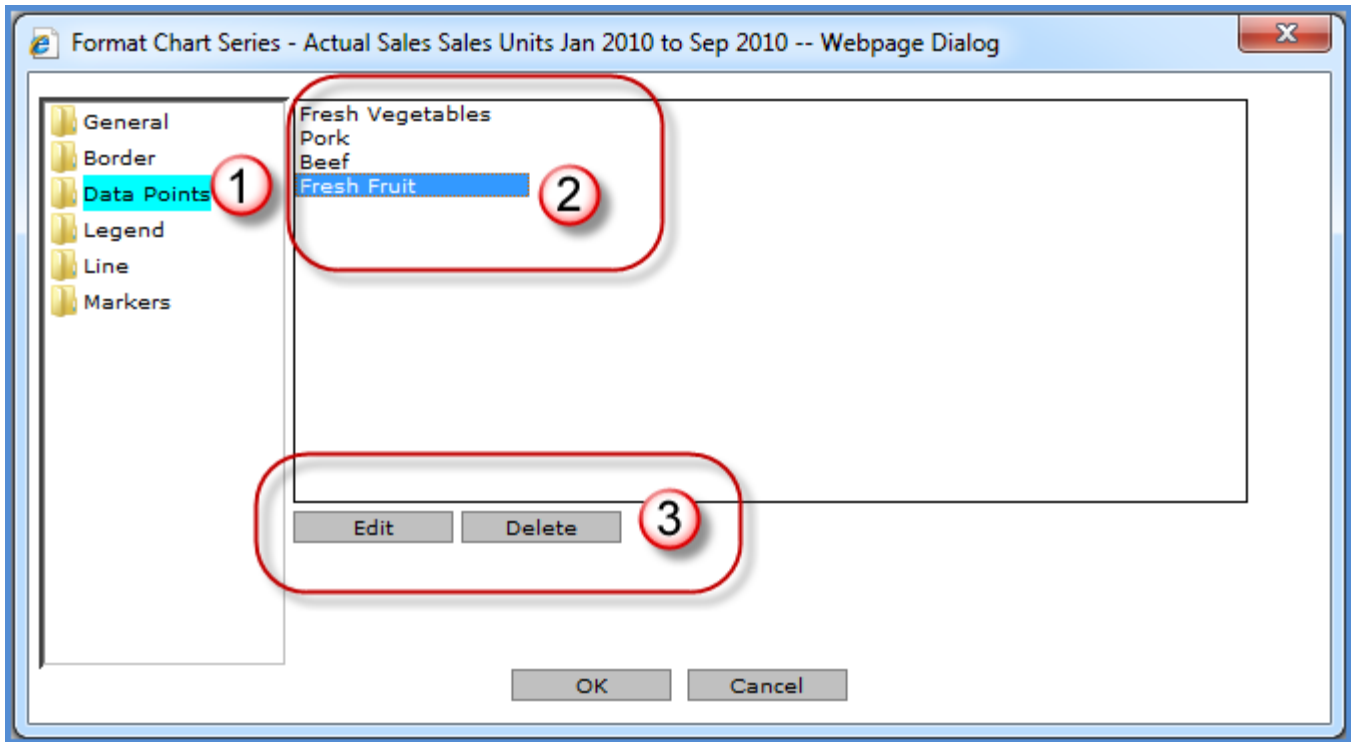 Format Chart Series - Actual Sales Sales Units Jan 2010 to Sep 2010 -- Webpage Dialog
X
General
Border
Data Points
Legend
Line
Markers
1
Fresh Vegetables
Pork
Beef
Fresh Fruit
2
Edit Delete
3
OK Cancel